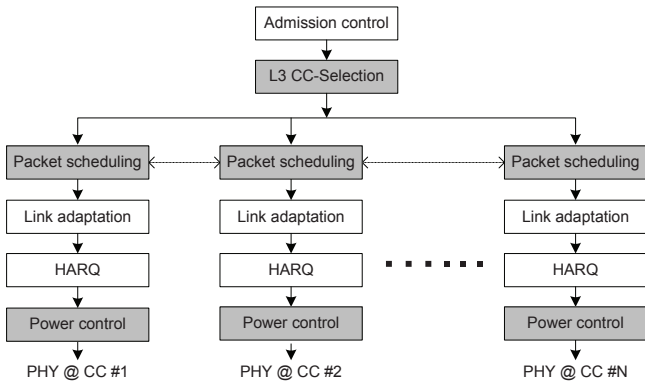 Admission control
L3 CC-Selection
Packet scheduling
Packet scheduling
Packet scheduling
Link adaptation
Link adaptation
Link adaptation
HARQ
HARQ
HARQ
Power control
Power control
Power control
PHY @ CC #1
PHY @ CC #2
PHY @ CC #N